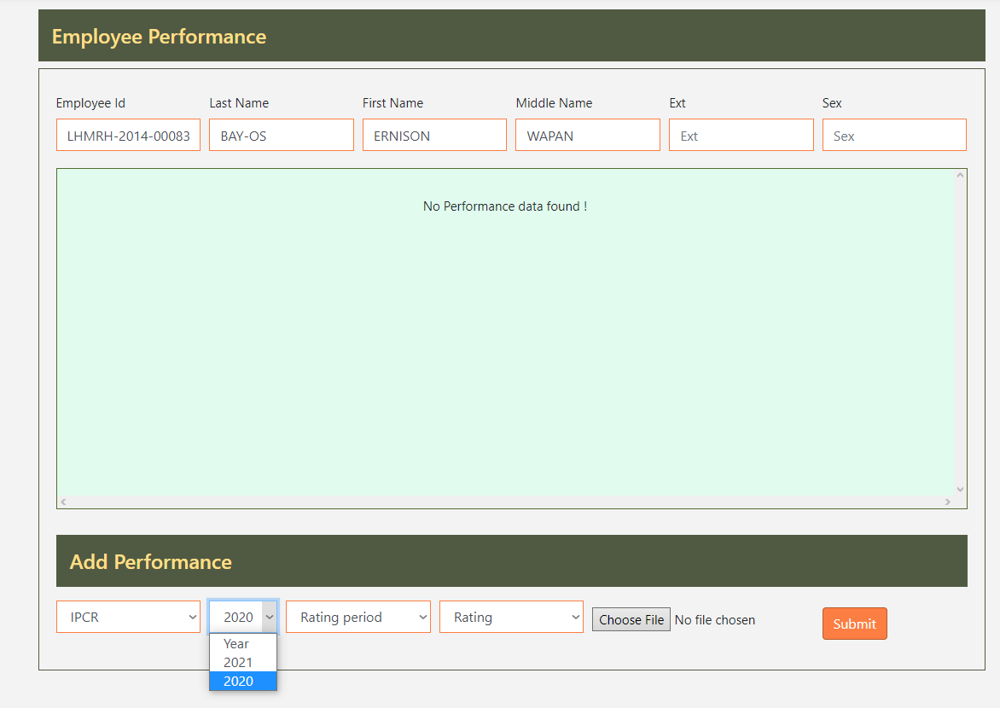 Employee Performance
Employee Id Last Name First Name Middle Name Ext Sex
LHMRH-2014-00083 BAY-OS ERNISON WAPAN Ext Sex
No Performance data found !
Add Performance
IPCR 2020 Rating period Rating Choose File No file chosen Submit
Year
2021
2020